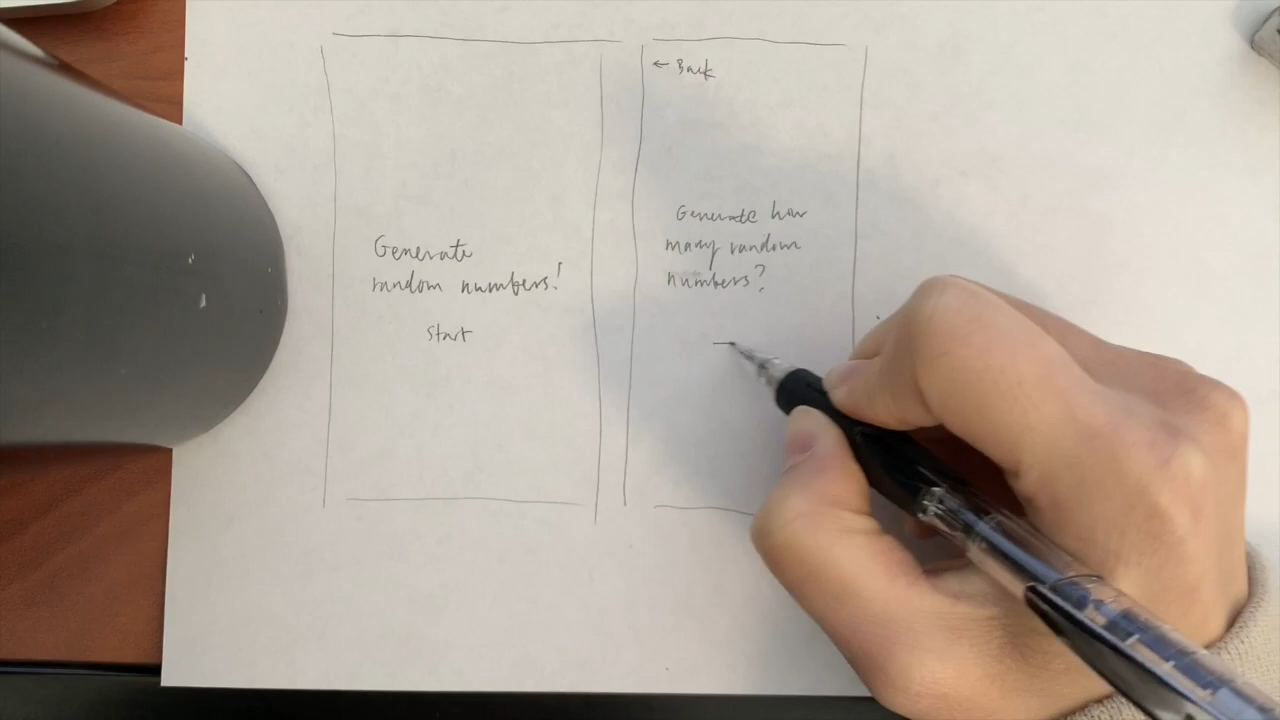 Generate
random numbers!
Start
← Back
Generate how
many random
numbers?